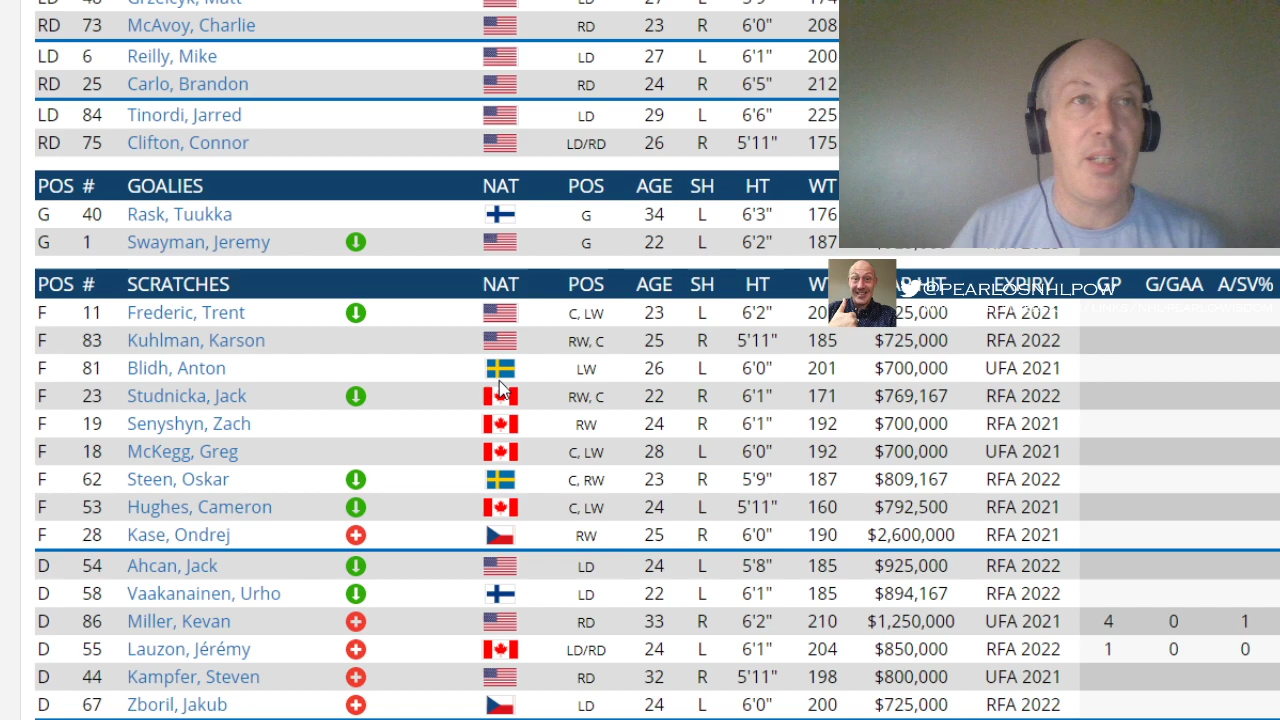 LD 48 Grzelcyk, Matt LD 27 L 5'9" 174
RD 73 McAvoy, Charlie RD 23 R 6'0" 208
LD 6 Reilly, Mike LD 27 L 6'1" 200
RD 25 Carlo, Brandon RD 24 R 6'5" 212
LD 84 Tinordi, Jarred LD 29 L 6'6" 225
RD 75 Clifton, Connor LD/RD 26 R 5'11" 175
POS # GOALIES NAT POS AGE SH HT WT
G 40 Rask, Tuukka G 34 L 6'3" 176
G 1 Swayman, Jeremy G 22 L 6'2" 187
POS # SCRATCHES NAT POS AGE SH HT EXPIRY GP G/GAA A/SV%
@PEARLOSNHLPOW
F 11 Frederic, Trent C, LW 23 L 6'2" RFA 2021
F 83 Kuhlman, Karson RW, C 25 R 5'11" 185 $725,000 RFA 2022
F 81 Blidh, Anton LW 26 L 6'0" 201 $700,000 UFA 2021
F 23 Studnicka, Jack RW, C 22 R 6'1" 171 $769,167 RFA 2022
F 19 Senyshyn, Zach RW 24 R 6'1" 192 $700,000 RFA 2021
F 18 McKegg, Greg C, LW 28 L 6'0" 192 $700,000 UFA 2021
F 62 Steen, Oskar C, RW 23 R 5'9" 187 $809,167 RFA 2022
F 53 Hughes, Cameron C, LW 24 L 5'11" 160 $792,500 RFA 2021
F 28 Kase, Ondrej RW 25 R 6'0" 190 $2,600,000 RFA 2021
D 54 Ahcan, Jack LD 24 L 5'8" 185 $925,000 RFA 2022
D 58 Vaakanainen, Urho LD 22 L 6'1" 185 $894,167 RFA 2022
D 86 Miller, Kevan RD 33 R 6'2" 210 $1,250,000 UFA 2021 4 0 1
D 55 Lauzon, Jérémy LD/RD 24 L 6'1" 204 $850,000 RFA 2022 1 0 0
D 44 Kampfer, Steven RD 32 R 5'11" 198 $800,000 UFA 2021
D 67 Zboril, Jakub LD 24 L 6'0" 200 $725,000 RFA 2022